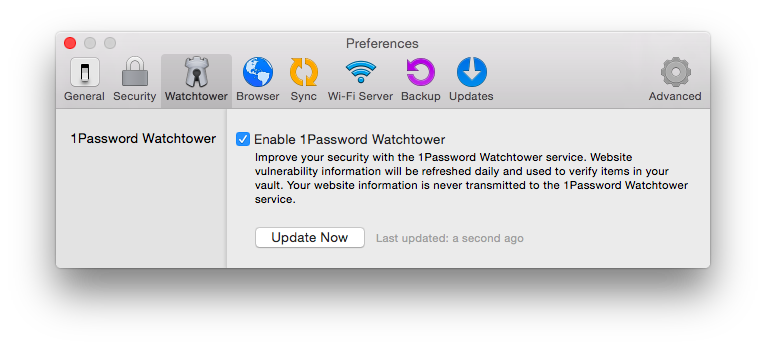 Preferences
General Security Watchtower Browser Sync Wi-Fi Server Backup Updates Advanced
1Password Watchtower
Enable 1Password Watchtower
Improve your security with the 1Password Watchtower service. Website
vulnerability information will be refreshed daily and used to verify items in your
vault. Your website information is never transmitted to the 1Password Watchtower
service.
Update Now Last updated: a second ago